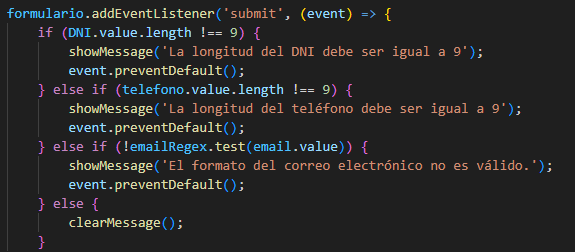 formulario.addEventListener('submit', (event) => {
    if (DNI.value.length !== 9) {
        showMessage('La longitud del DNI debe ser igual a 9');
        event.preventDefault();
    } else if (telefono.value.length !== 9) {
        showMessage('La longitud del teléfono debe ser igual a 9');
        event.preventDefault();
    } else if (!emailRegex.test(email.value)) {
        showMessage('El formato del correo electrónico no es válido.');
        event.preventDefault();
    } else {
        clearMessage();
    }